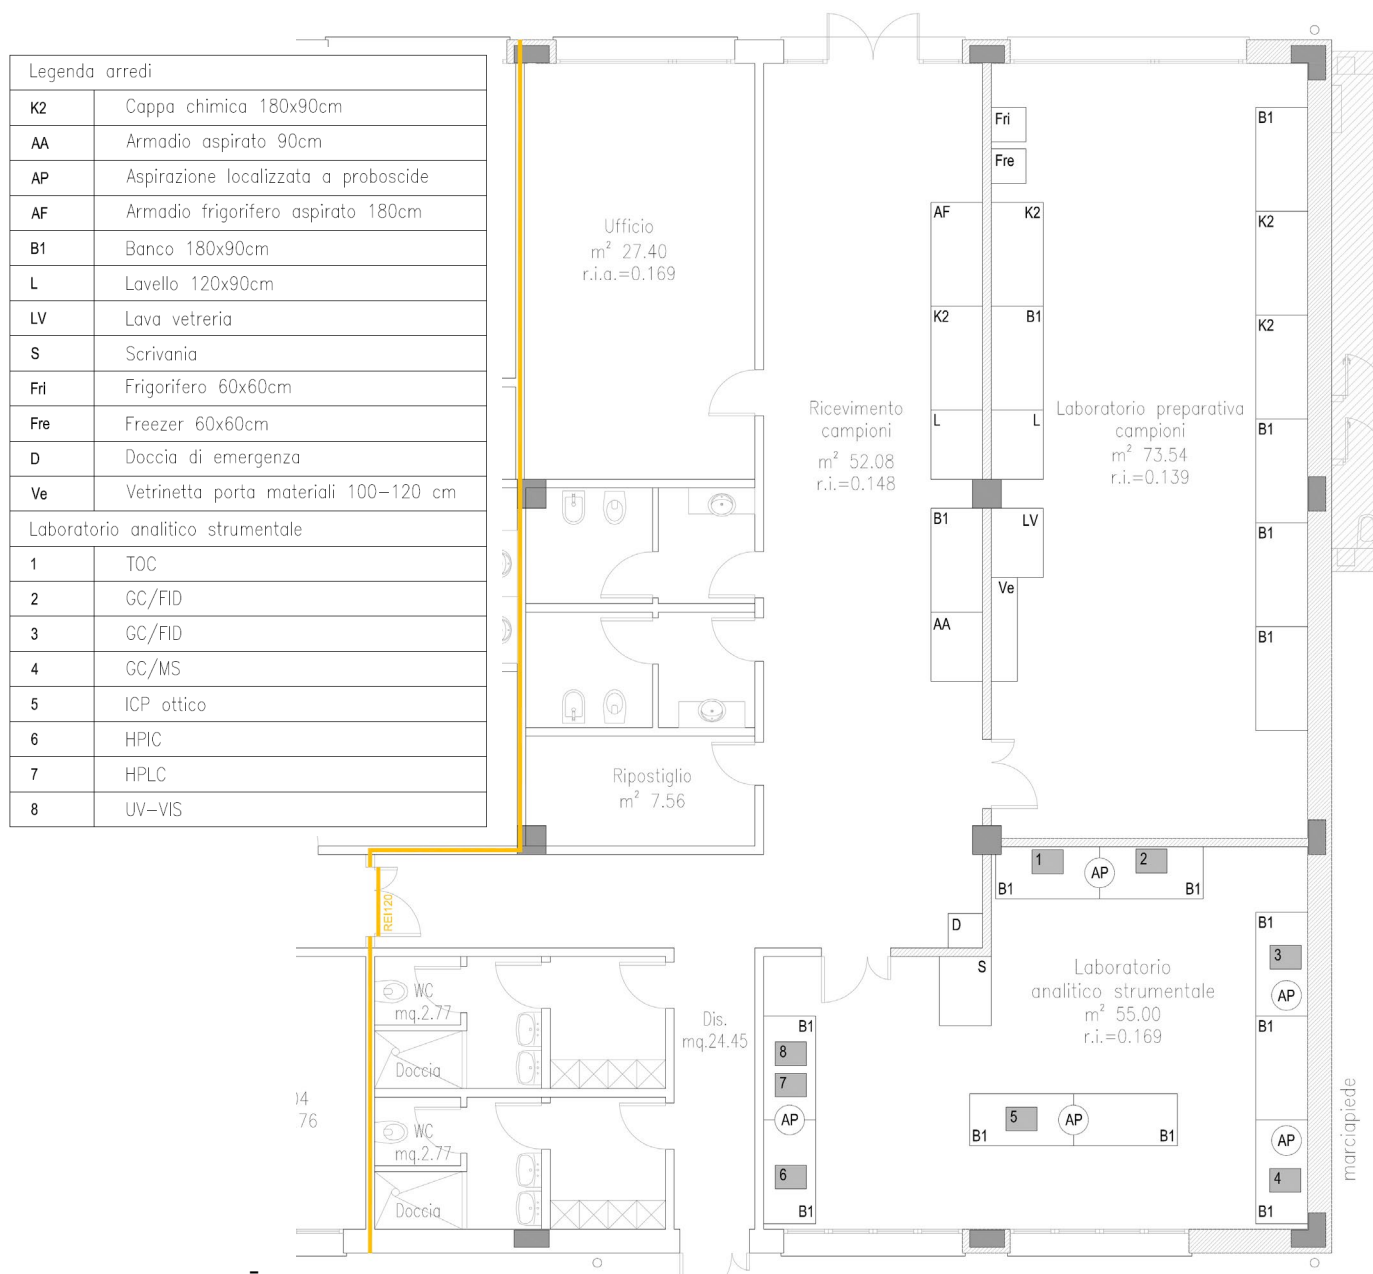 Legenda arredi
K2 Cappa chimica 180x90cm
AA Armadio aspirato 90cm
AP Aspirazione localizzata a proboscide
AF Armadio frigorifero aspirato 180cm
B1 Banco 180x90cm
L Lavello 120x90cm
LV Lava vetreria
S Scrivania
Fri Frigorifero 60x60cm
Fre Freezer 60x60cm
D Doccia di emergenza
Ve Vetrinetta porta materiali 100-120 cm
Laboratorio analitico strumentale
1 TOC
2 GC/FID
3 GC/FID
4 GC/MS
5 ICP ottico
6 HPIC
7 HPLC
8 UV-VIS
Ufficio
m² 27.40
r.i.a.=0.169
Ricevimento
campioni
m² 52.08
r.i.=0.148
AF
K2
L
B1
AA
Fri
Fre
K2
B1
L
LV
Ve
Laboratorio preparativa
campioni
m² 73.54
r.i.=0.139
B1
K2
K2
B1
B1
B1
Ripostiglio
m² 7.56
REI120
WC
mq.2.77
Doccia
WC
mq.2.77
Doccia
)4
76
Dis.
mq.24.45
D
S
1
AP
2
B1
B1
Laboratorio
analitico strumentale
m² 55.00
r.i.=0.169
B1
3
AP
B1
AP
4
B1
B1
8
7
AP
6
B1
5
AP
B1
B1
marciapiede